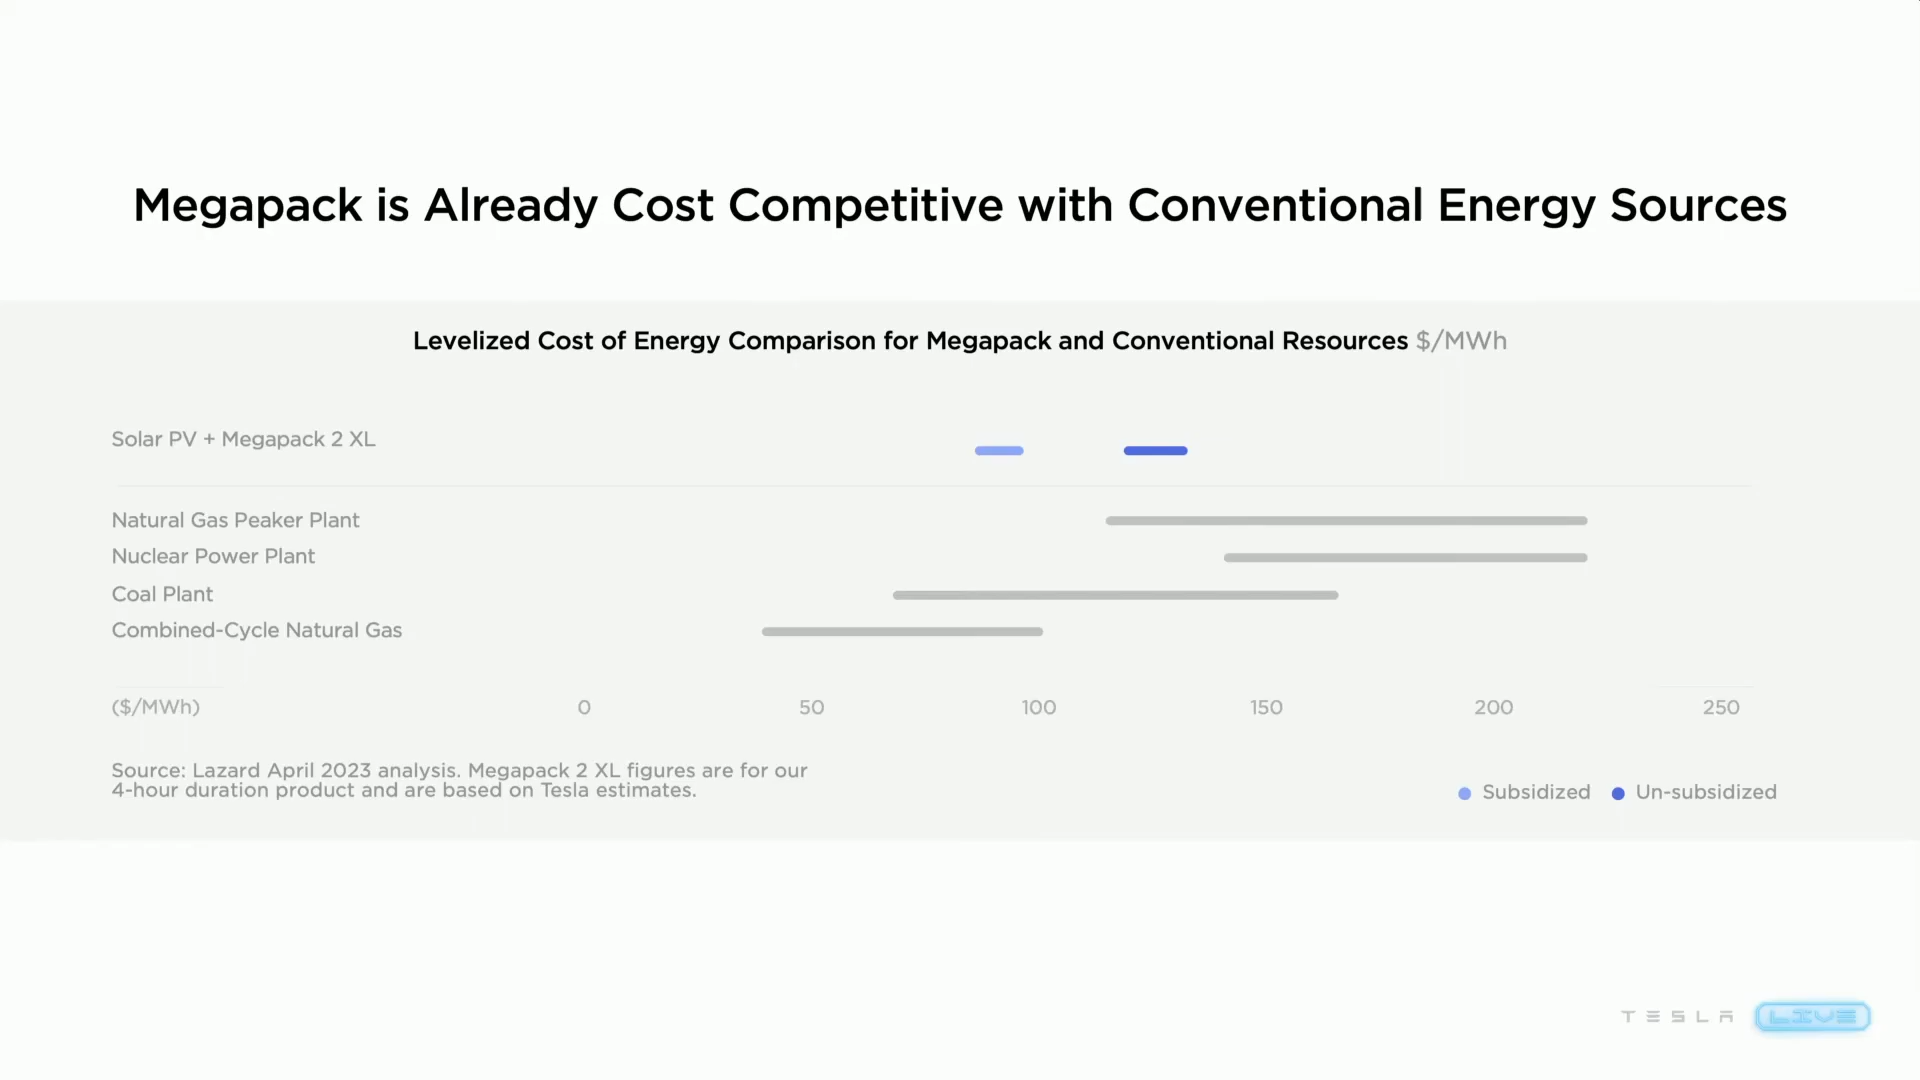 Megapack is Already Cost Competitive with Conventional Energy Sources
Levelized Cost of Energy Comparison for Megapack and Conventional Resources $/MWh
Solar PV + Megapack 2 XL
Natural Gas Peaker Plant
Nuclear Power Plant
Coal Plant
Combined-Cycle Natural Gas
($/MWh) 0 50 100 150 200 250
Source: Lazard April 2023 analysis. Megapack 2 XL figures are for our
4-hour duration product and are based on Tesla estimates.
Subsidized Un-subsidized
TESLA LIVE